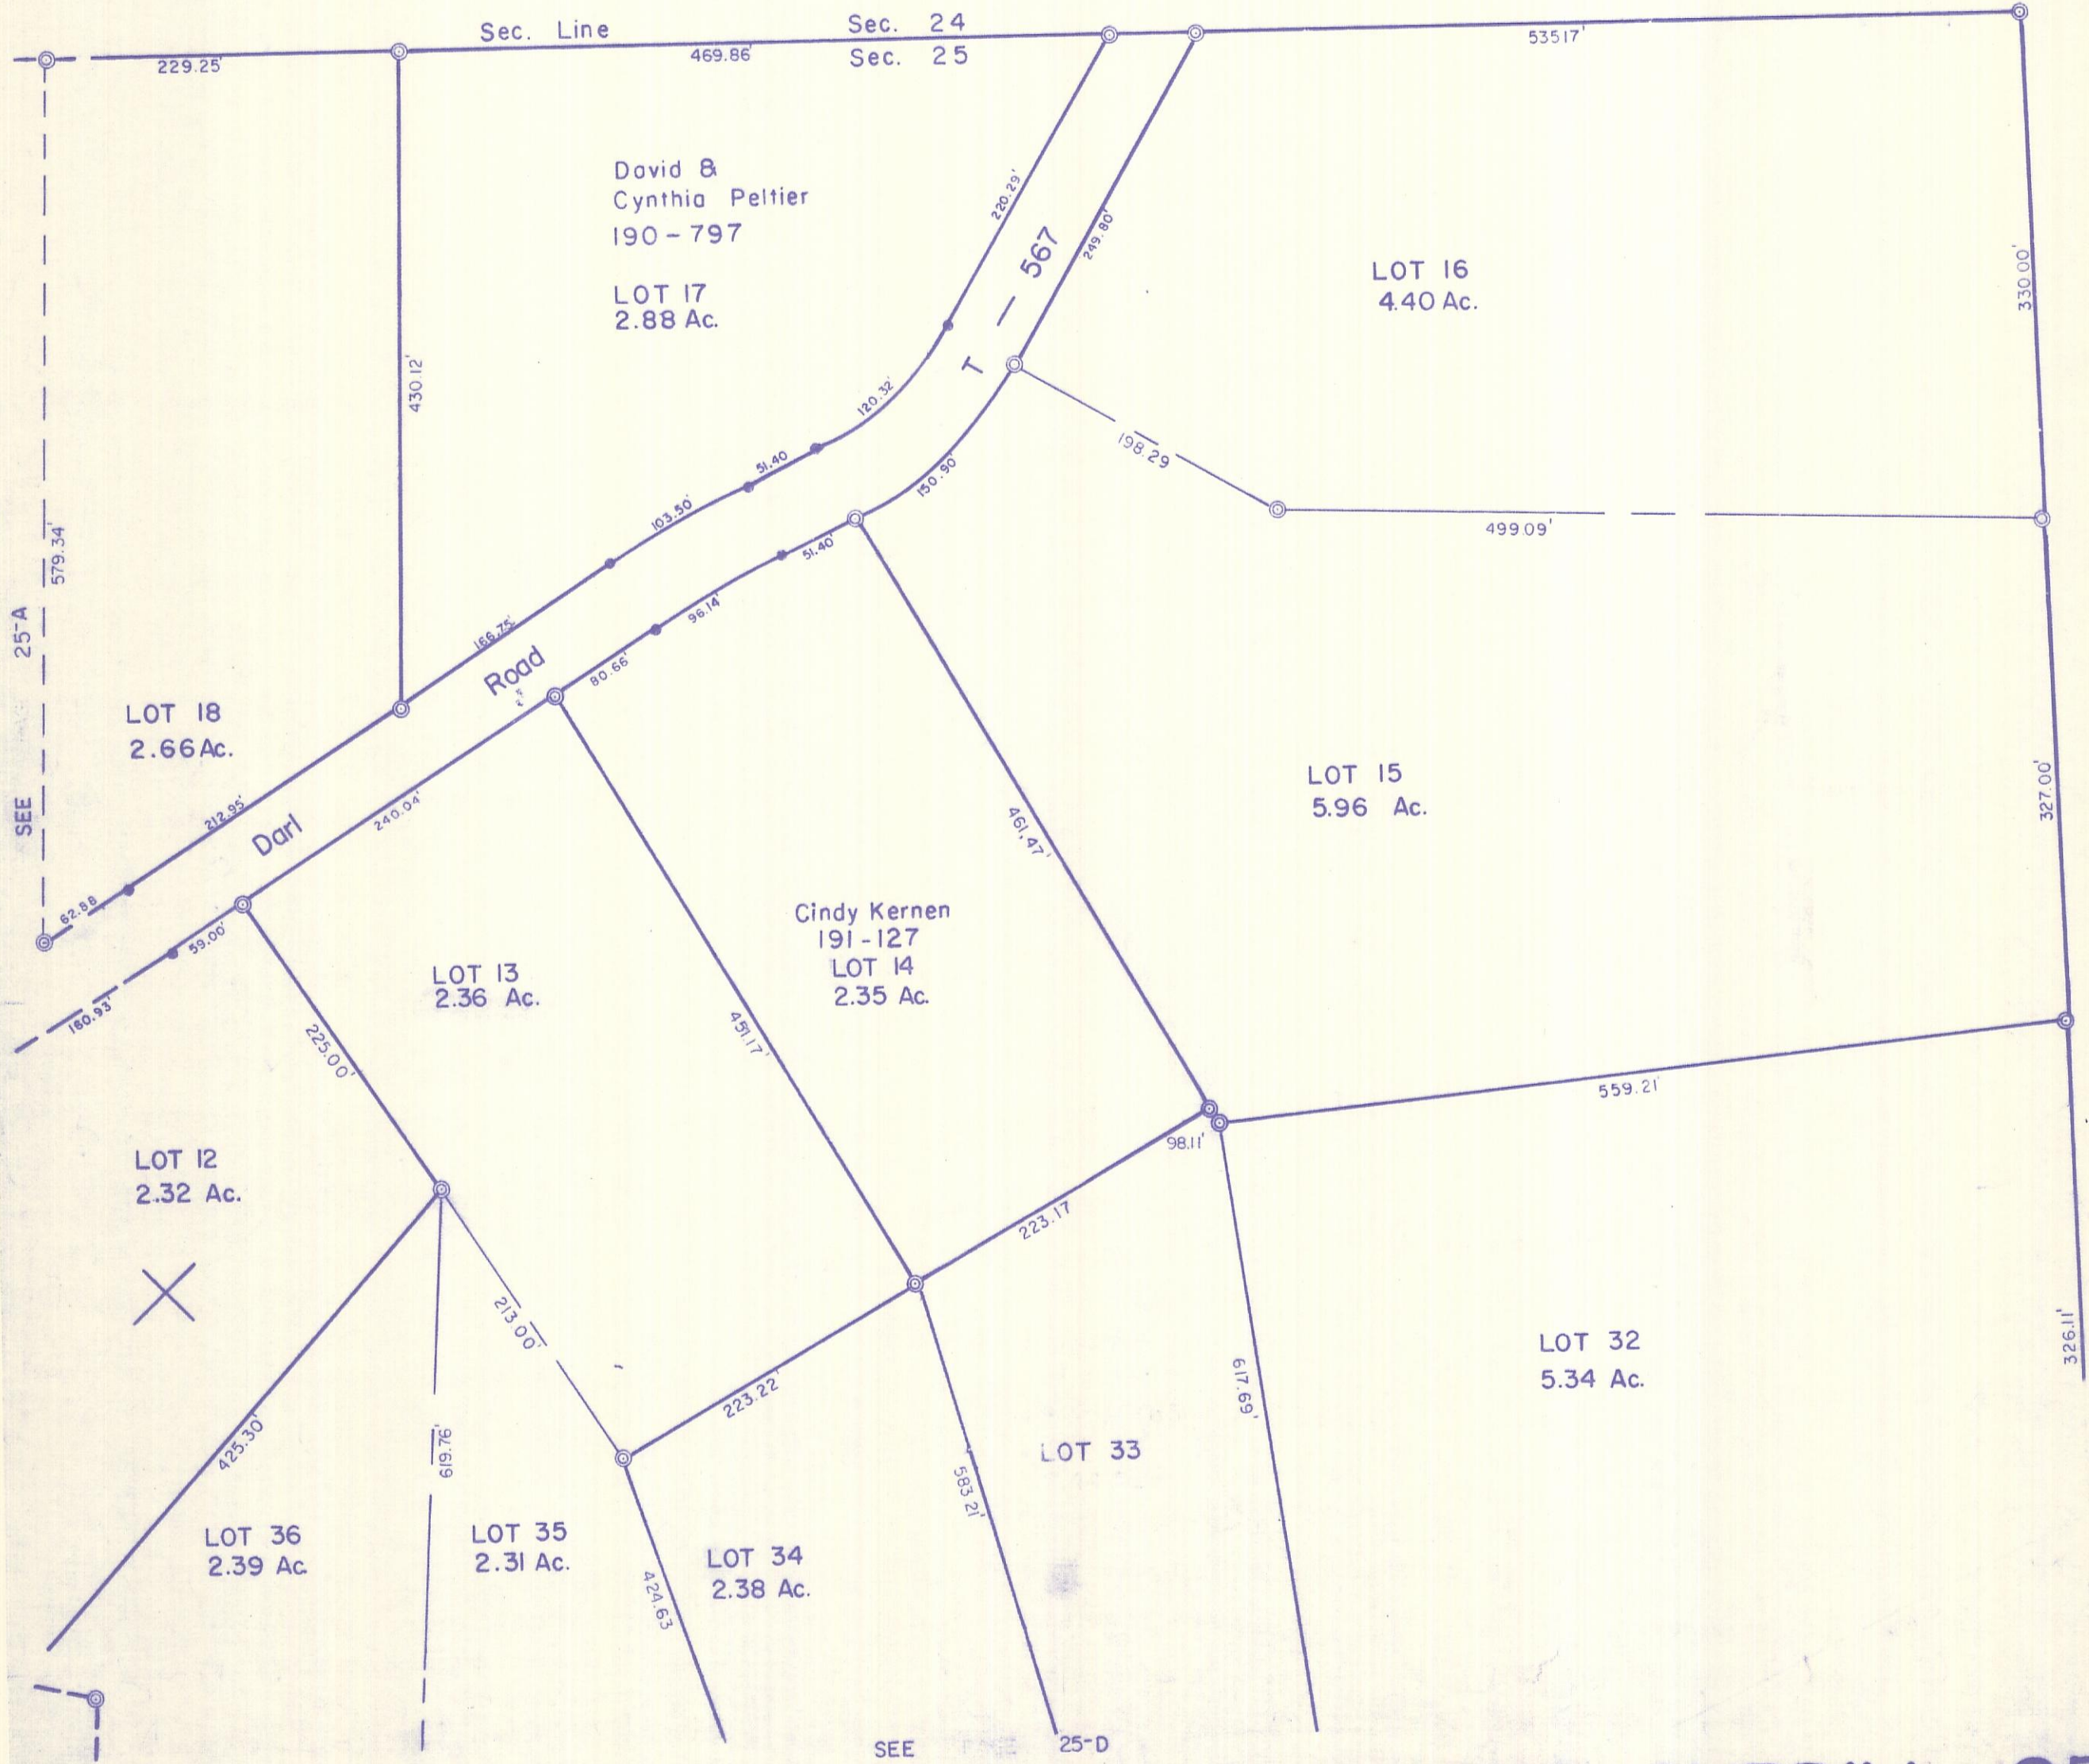 Sec. Line
Sec. 24
Sec. 25
229.25'
469.86'
535.17'
David &
Cynthia Peltier
190-797
LOT 17
2.88 Ac.
220.29'
T — 567
249.80'
LOT 16
4.40 Ac.
330.00'
430.12'
120.32'
51.40
103.50'
150.90'
198.29
499.09'
579.34'
SEE 25-A
166.75'
Road
80.66'
96.14'
51.40'
LOT 18
2.66 Ac.
212.95'
Darl
240.04'
62.88
59.00'
160.93'
461.47'
LOT 15
5.96 Ac.
327.00'
Cindy Kernen
191-127
LOT 14
2.35 Ac.
LOT 13
2.36 Ac.
225.00'
451.17'
559.21'
98.11'
223.17
LOT 12
2.32 Ac.
213.00'
223.22'
LOT 32
5.34 Ac.
326.11'
617.69'
425.30'
619.76'
LOT 33
583.21'
LOT 36
2.39 Ac.
LOT 35
2.31 Ac.
LOT 34
2.38 Ac.
424.63
SEE 25-D